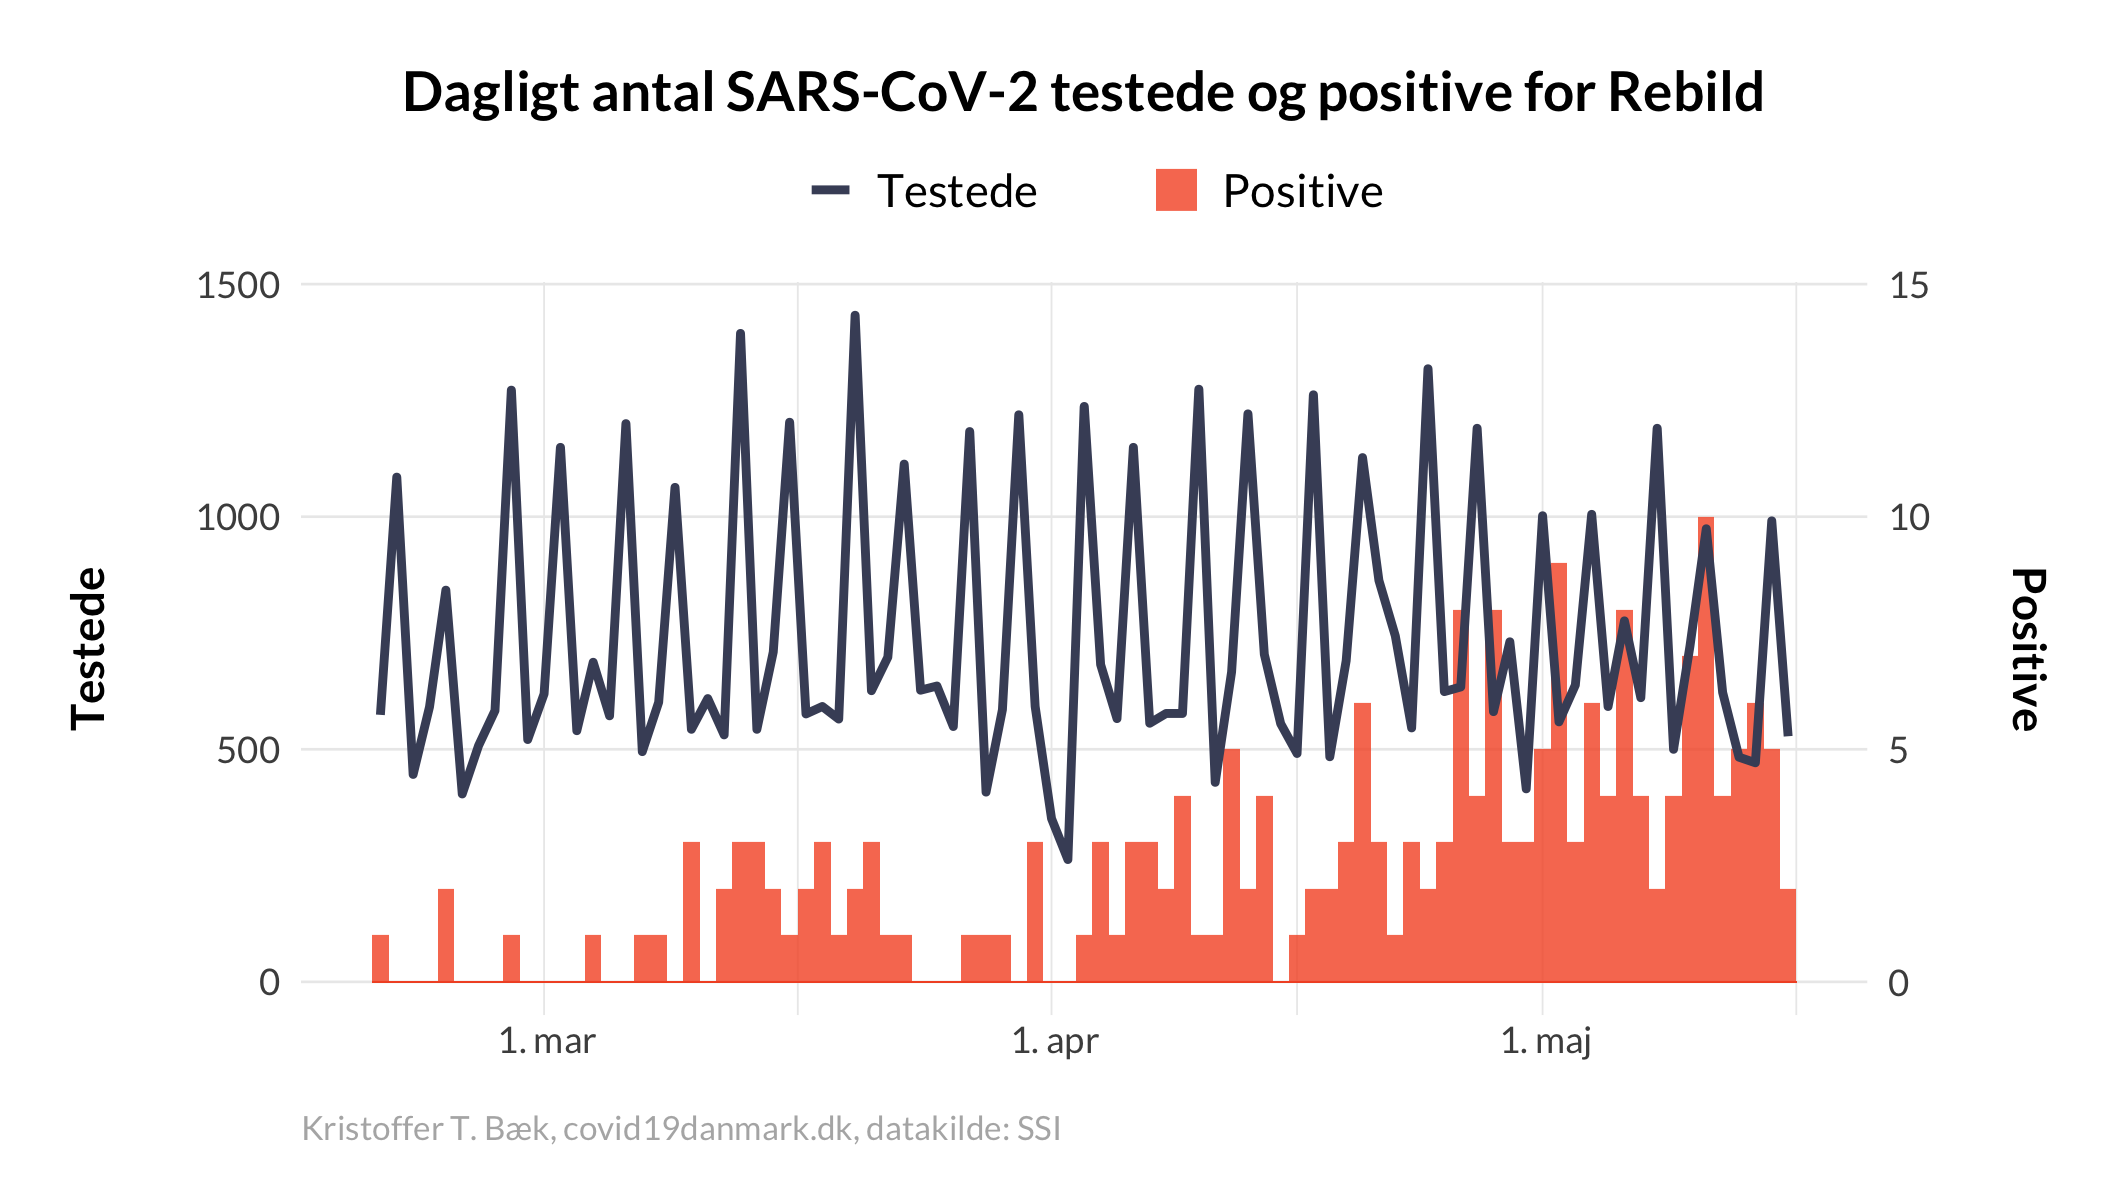 Dagligt antal SARS-CoV-2 testede og positive for Rebild
Testede
Positive
1500
1000
500
0
15
10
5
0
Testede
Positive
1. mar
1. apr
1. maj
Kristoffer T. Bæk, covid19danmark.dk, datakilde: SSI